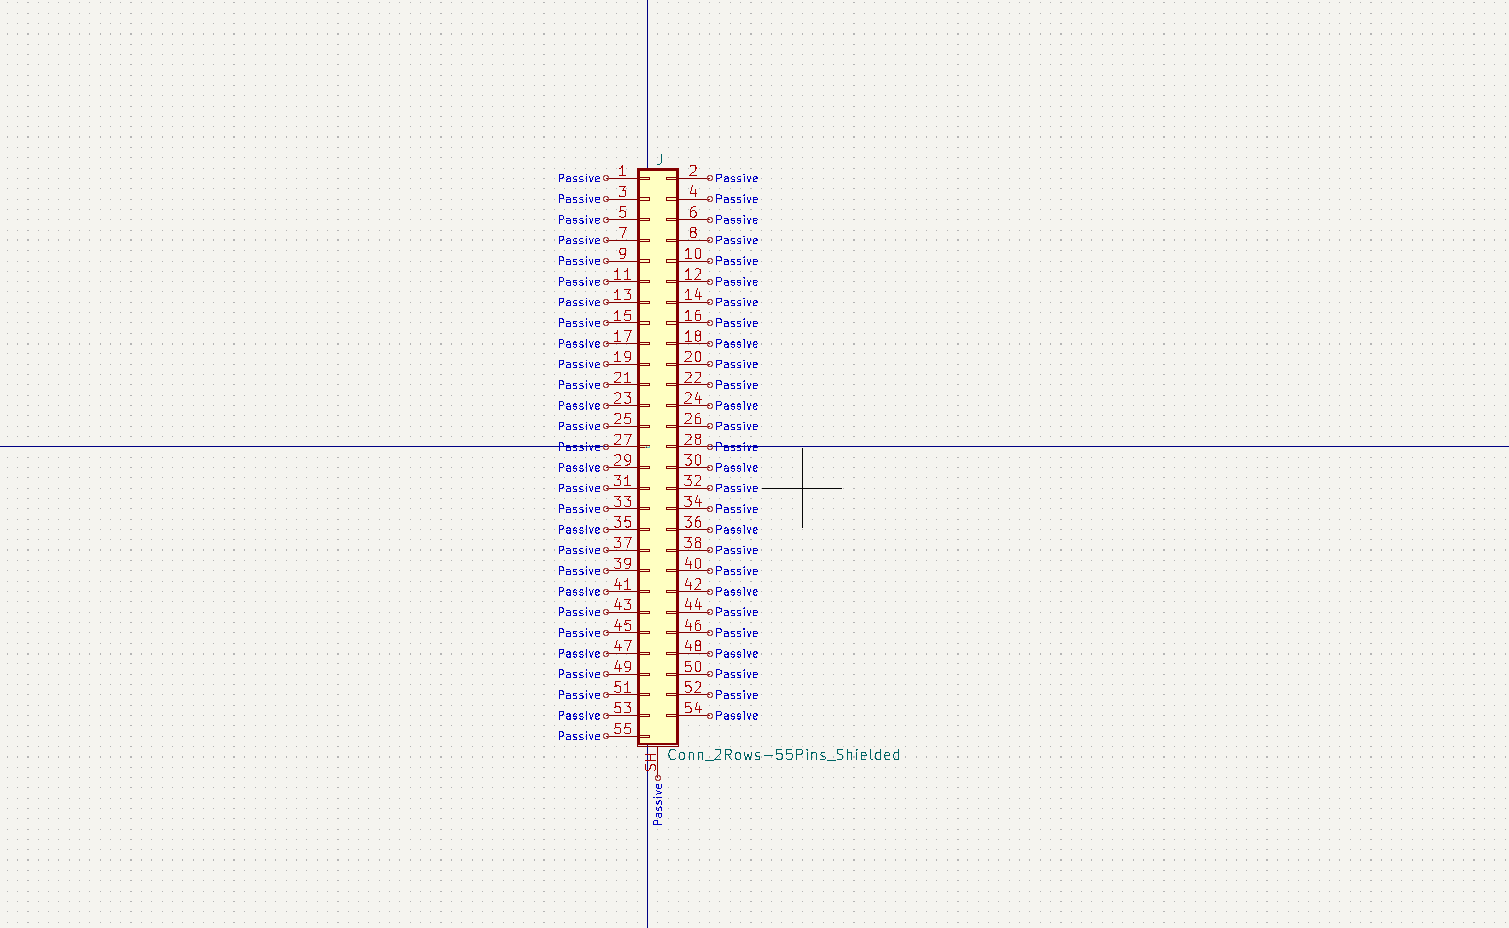 J
Passive 1 2 Passive
Passive 3 4 Passive
Passive 5 6 Passive
Passive 7 8 Passive
Passive 9 10 Passive
Passive 11 12 Passive
Passive 13 14 Passive
Passive 15 16 Passive
Passive 17 18 Passive
Passive 19 20 Passive
Passive 21 22 Passive
Passive 23 24 Passive
Passive 25 26 Passive
Passive 27 28 Passive
Passive 29 30 Passive
Passive 31 32 Passive
Passive 33 34 Passive
Passive 35 36 Passive
Passive 37 38 Passive
Passive 39 40 Passive
Passive 41 42 Passive
Passive 43 44 Passive
Passive 45 46 Passive
Passive 47 48 Passive
Passive 49 50 Passive
Passive 51 52 Passive
Passive 53 54 Passive
Passive 55
SH
Conn_2Rows-55Pins_Shielded
Passive